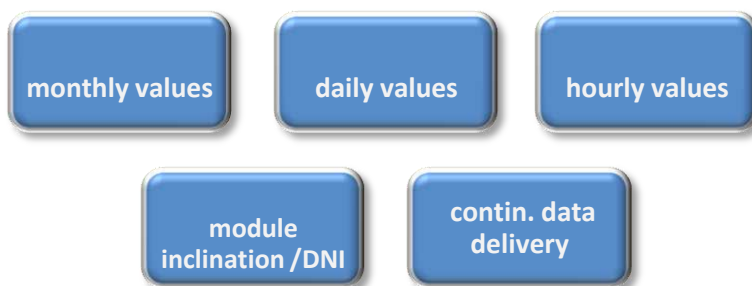 monthly values
daily values
hourly values
module
inclination /DNI
contin. data
delivery